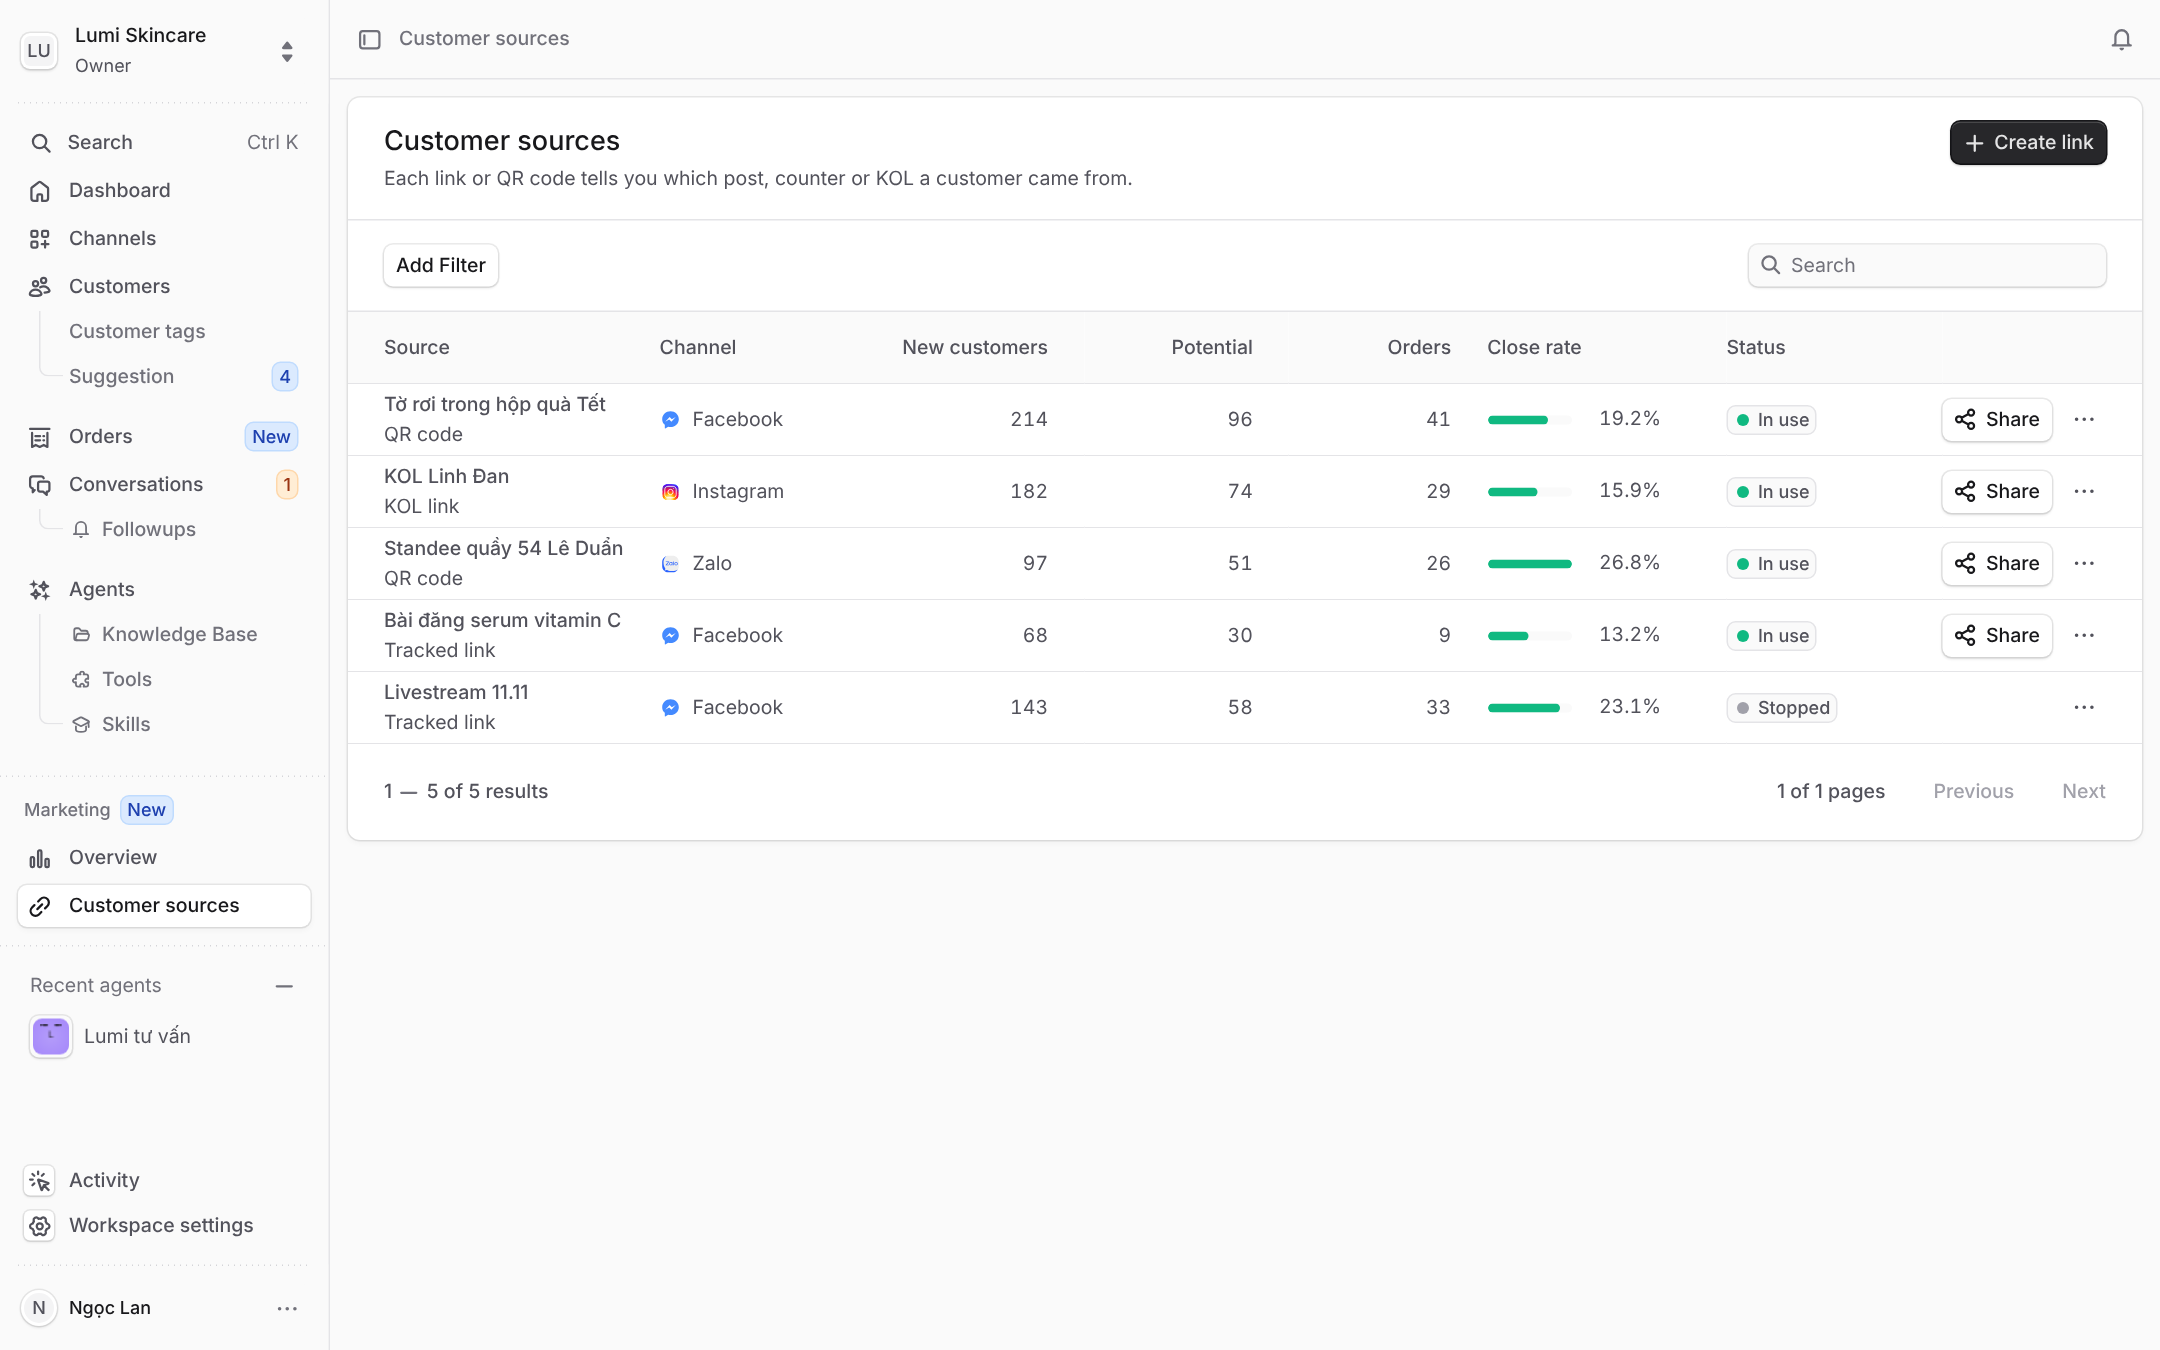 LU
Lumi Skincare
Owner
Search Ctrl K
Dashboard
Channels
Customers
Customer tags
Suggestion 4
Orders New
Conversations 1
Followups
Agents
Knowledge Base
Tools
Skills
Marketing New
Overview
Customer sources
Recent agents
Lumi tư vấn
Activity
Workspace settings
N Ngọc Lan
Customer sources
Customer sources
Each link or QR code tells you which post, counter or KOL a customer came from.
Create link
Add Filter
Search
Source Channel New customers Potential Orders Close rate Status
Tờ rơi trong hộp quà Tết
QR code
Facebook 214 96 41 19.2% In use Share
KOL Linh Đan
KOL link
Instagram 182 74 29 15.9% In use Share
Standee quầy 54 Lê Duẩn
QR code
Zalo Zalo 97 51 26 26.8% In use Share
Bài đăng serum vitamin C
Tracked link
Facebook 68 30 9 13.2% In use Share
Livestream 11.11
Tracked link
Facebook 143 58 33 23.1% Stopped
1 — 5 of 5 results
1 of 1 pages Previous Next